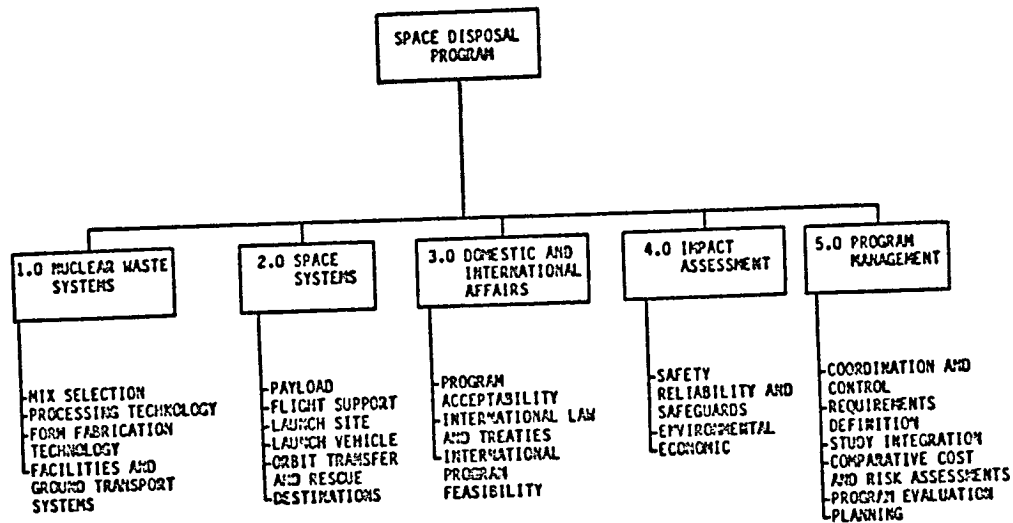 SPACE DISPOSAL
PROGRAM
1.0 NUCLEAR WASTE
SYSTEMS
2.0 SPACE
SYSTEMS
3.0 DOMESTIC AND
INTERNATIONAL
AFFAIRS
4.0 IMPACT
ASSESSMENT
5.0 PROGRAM
MANAGEMENT
MIX SELECTION
PROCESSING TECHNOLOGY
FORM FABRICATION
TECHNOLOGY
FACILITIES AND
GROUND TRANSPORT
SYSTEMS
PAYLOAD
FLIGHT SUPPORT
LAUNCH SITE
LAUNCH VEHICLE
ORBIT TRANSFER
AND RESCUE
DESTINATIONS
PROGRAM
ACCEPTABILITY
INTERNATIONAL LAW
AND TREATIES
INTERNATIONAL
PROGRAM
FEASIBILITY
SAFETY
RELIABILITY AND
SAFEGUARDS
ENVIRONMENTAL
ECONOMIC
COORDINATION AND
CONTROL
REQUIREMENTS
DEFINITION
STUDY INTEGRATION
COMPARATIVE COST
AND RISK ASSESSMENTS
PROGRAM EVALUATION
PLANNING